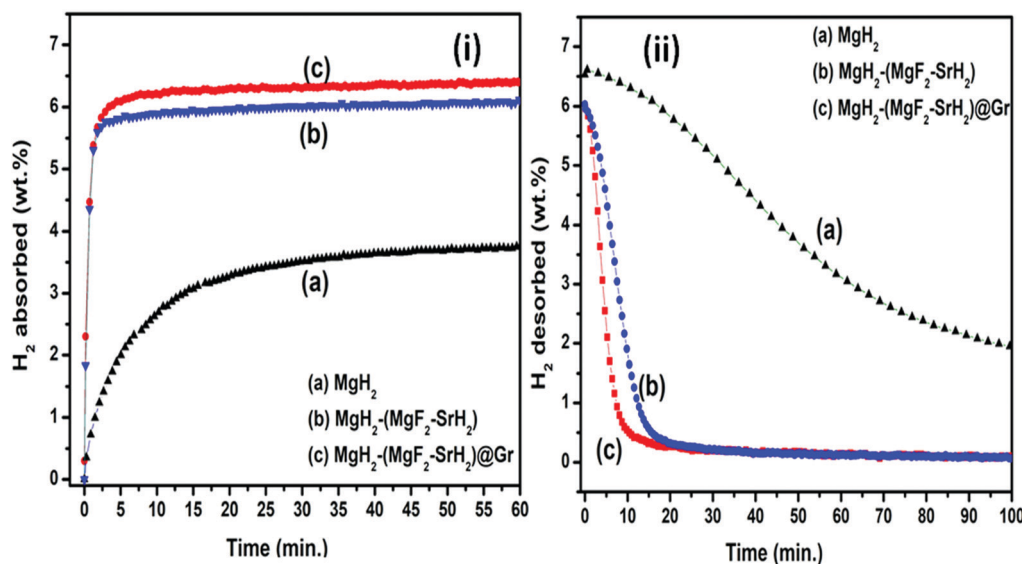 (i)
(c)
(b)
(a)
(a) MgH2
(b) MgH2-(MgF2-SrH2)
(c) MgH2-(MgF2-SrH2)@Gr
H2 absorbed (wt.%)
7
6
5
4
3
2
1
0
0 5 10 15 20 25 30 35 40 45 50 55 60
Time (min.)
(ii)
(a) MgH2
(b) MgH2-(MgF2-SrH2)
(c) MgH2-(MgF2-SrH2)@Gr
(a)
(b)
(c)
H2 desorbed (wt.%)
7
6
5
4
3
2
1
0
0 10 20 30 40 50 60 70 80 90 100
Time (min.)